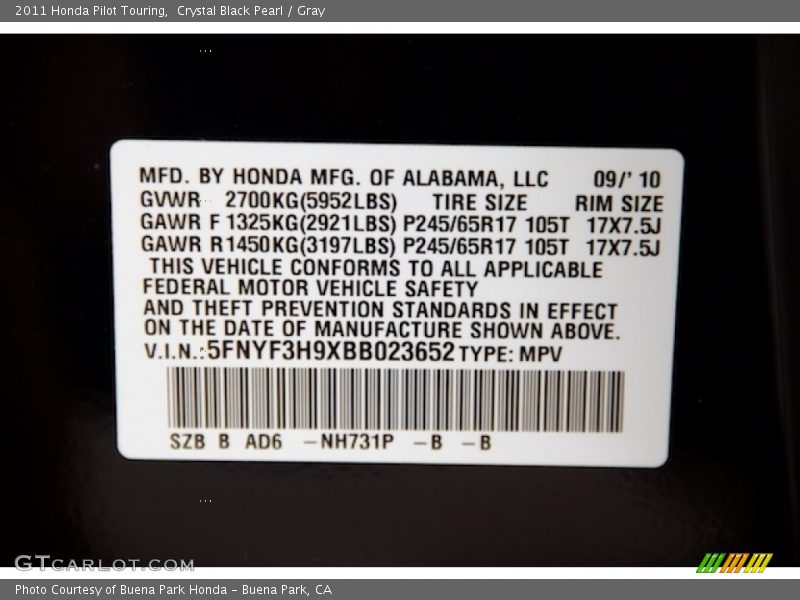 2011 Honda Pilot Touring, Crystal Black Pearl / Gray
MFD. BY HONDA MFG. OF ALABAMA, LLC 09/' 10
GVWR 2700KG(5952LBS) TIRE SIZE RIM SIZE
GAWR F 1325KG(2921LBS) P245/65R17 105T 17X7.5J
GAWR R1450KG(3197LBS) P245/65R17 105T 17X7.5J
THIS VEHICLE CONFORMS TO ALL APPLICABLE
FEDERAL MOTOR VEHICLE SAFETY
AND THEFT PREVENTION STANDARDS IN EFFECT
ON THE DATE OF MANUFACTURE SHOWN ABOVE.
V.I.N.:5FNYF3H9XBB023652 TYPE: MPV
SZB B AD6 -NH731P -B -B
GTCARLOT.COM
Photo Courtesy of Buena Park Honda - Buena Park, CA